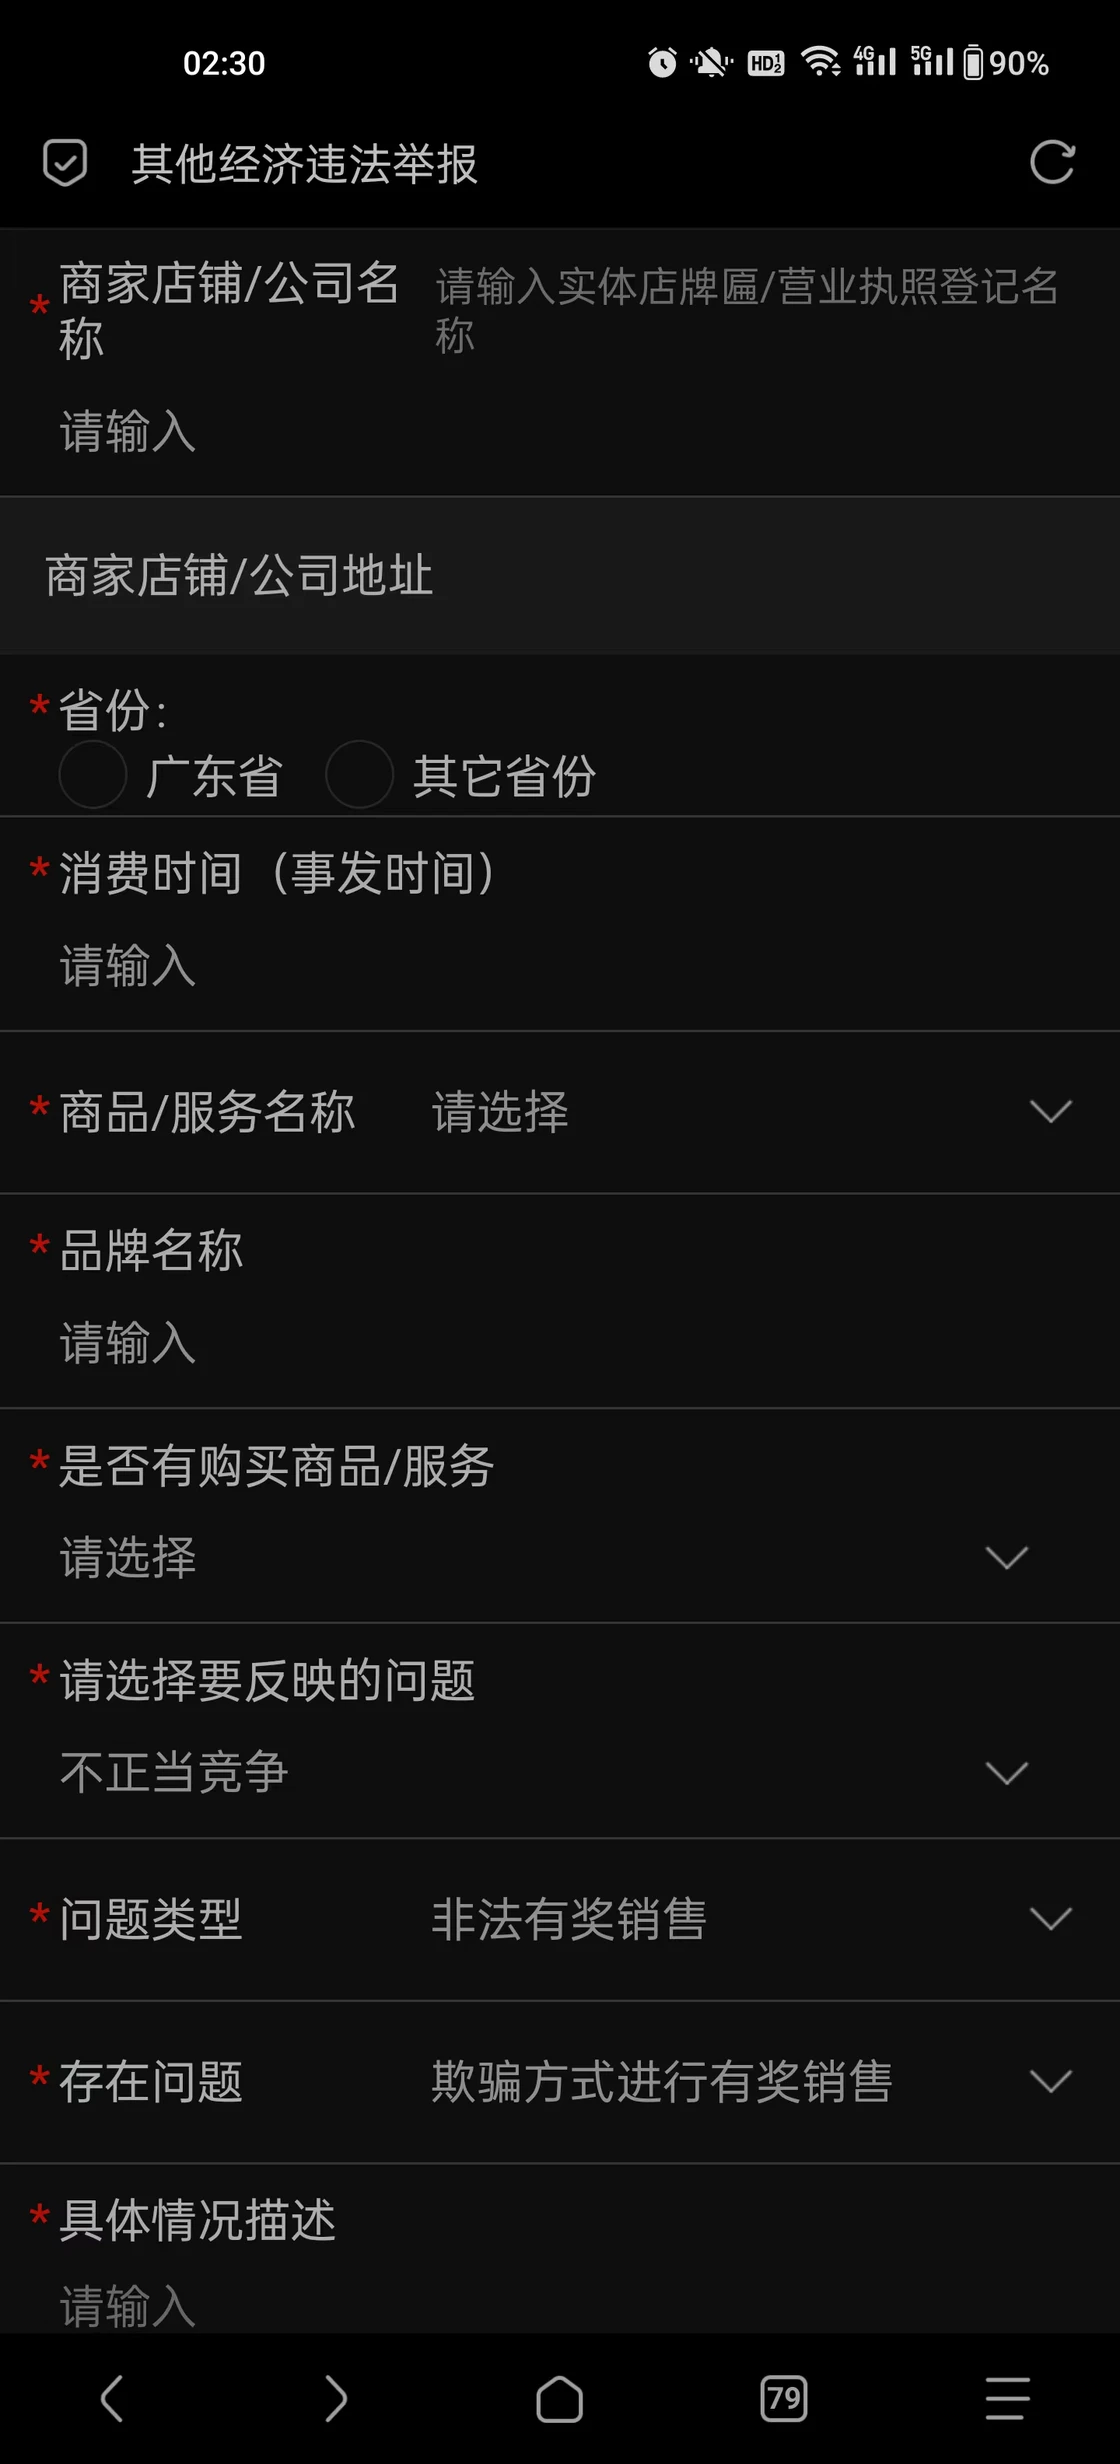 02:30
HD 1 2 4G 5G 90%
其他经济违法举报
* 商家店铺/公司名称
请输入实体店牌匾/营业执照登记名称
请输入
商家店铺/公司地址
* 省份：
广东省 其它省份
* 消费时间（事发时间）
请输入
* 商品/服务名称 请选择
* 品牌名称
请输入
* 是否有购买商品/服务
请选择
* 请选择要反映的问题
不正当竞争
* 问题类型 非法有奖销售
* 存在问题 欺骗方式进行有奖销售
* 具体情况描述
请输入
79